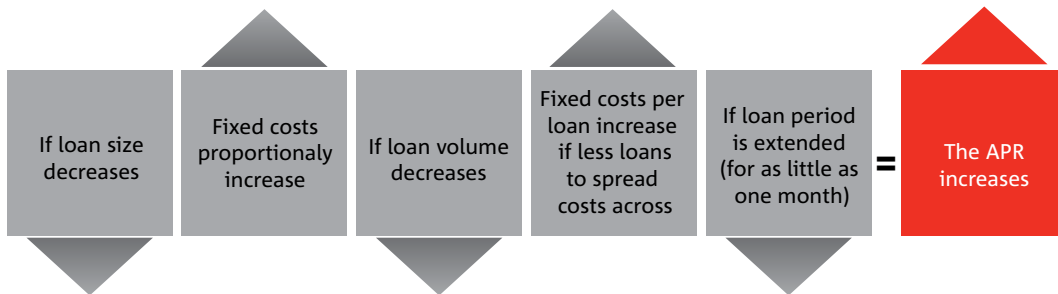 If loan size
decreases
Fixed costs
proportionaly
increase
If loan volume
decreases
Fixed costs per
loan increase
if less loans
to spread
costs across
If loan period
is extended
(for as little as
one month)
=
The APR
increases